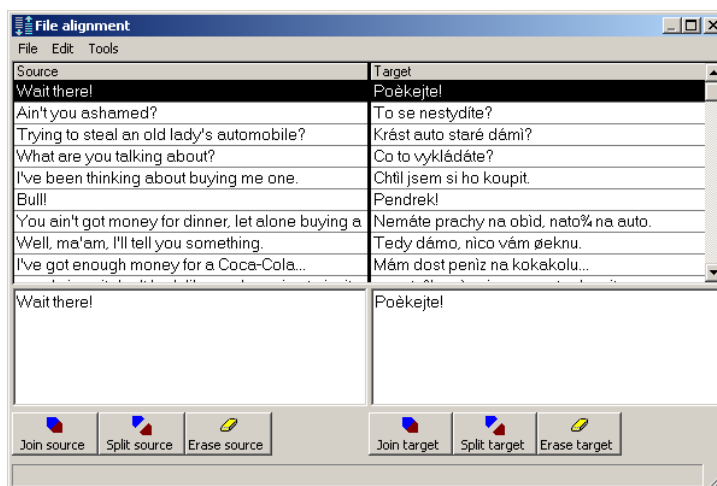 File alignment
File Edit Tools
Source Target
Wait there! Poèkejte!
Ain't you ashamed? To se nestydíte?
Trying to steal an old lady's automobile? Krást auto staré dámì?
What are you talking about? Co to vykládáte?
I've been thinking about buying me one. Chtìl jsem si ho koupit.
Bull! Pendrek!
You ain't got money for dinner, let alone buying a Nemáte prachy na obìd, nato¾ na auto.
Well, ma'am, I'll tell you something. Tedy dámo, nìco vám øeknu.
I've got enough money for a Coca-Cola... Mám dost penìz na kokakolu...
Wait there! Poèkejte!
Join source Split source Erase source Join target Split target Erase target